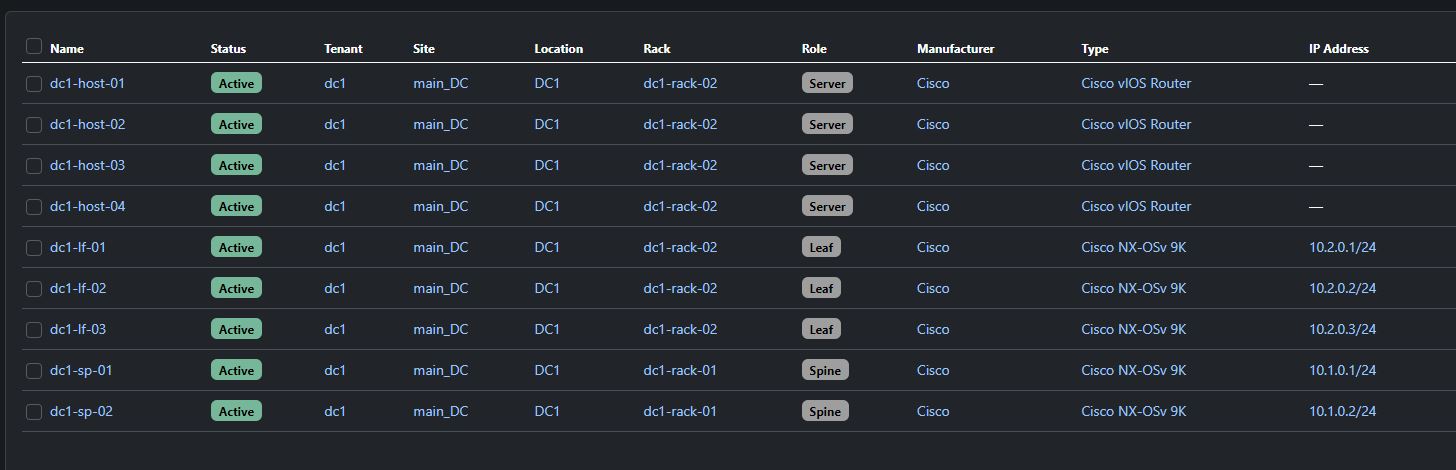 Name Status Tenant Site Location Rack Role Manufacturer Type IP Address
dc1-host-01 Active dc1 main_DC DC1 dc1-rack-02 Server Cisco Cisco vIOS Router —
dc1-host-02 Active dc1 main_DC DC1 dc1-rack-02 Server Cisco Cisco vIOS Router —
dc1-host-03 Active dc1 main_DC DC1 dc1-rack-02 Server Cisco Cisco vIOS Router —
dc1-host-04 Active dc1 main_DC DC1 dc1-rack-02 Server Cisco Cisco vIOS Router —
dc1-lf-01 Active dc1 main_DC DC1 dc1-rack-02 Leaf Cisco Cisco NX-OSv 9K 10.2.0.1/24
dc1-lf-02 Active dc1 main_DC DC1 dc1-rack-02 Leaf Cisco Cisco NX-OSv 9K 10.2.0.2/24
dc1-lf-03 Active dc1 main_DC DC1 dc1-rack-02 Leaf Cisco Cisco NX-OSv 9K 10.2.0.3/24
dc1-sp-01 Active dc1 main_DC DC1 dc1-rack-01 Spine Cisco Cisco NX-OSv 9K 10.1.0.1/24
dc1-sp-02 Active dc1 main_DC DC1 dc1-rack-01 Spine Cisco Cisco NX-OSv 9K 10.1.0.2/24